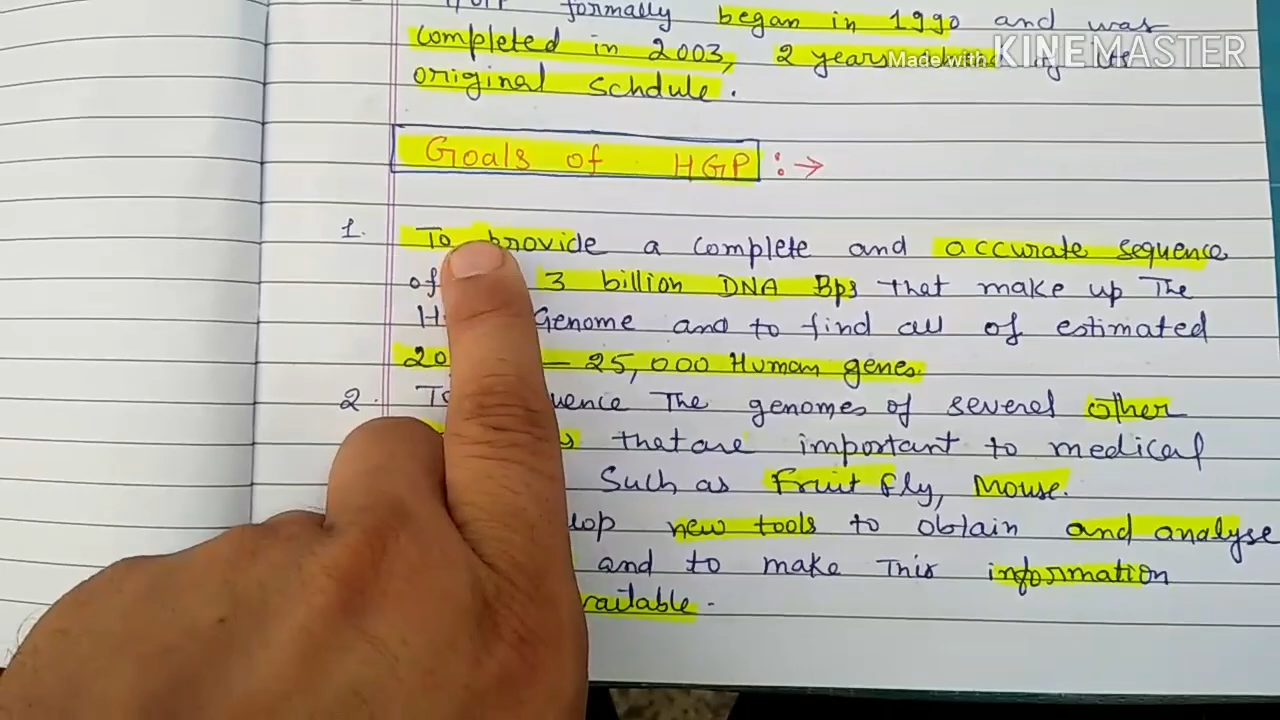 formally began in 1990 and was
completed in 2003, 2 years of its
Made with KINEMASTER
original schdule.
Goals of HGP :→
1. To provide a complete and accurate sequence
of 3 billion DNA Bps that make up The
Genome and to find all of estimated
20 — 25,000 Human genes.
2. The genomes of several other
that are important to medical
Such as Fruit fly, Mouse.
new tools to obtain and analyse
and to make This information